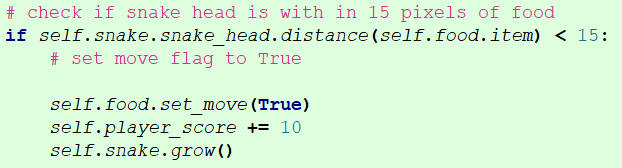 # check if snake head is with in 15 pixels of food
if self.snake.snake_head.distance(self.food.item) < 15:
    # set move flag to True

    self.food.set_move(True)
    self.player_score += 10
    self.snake.grow()